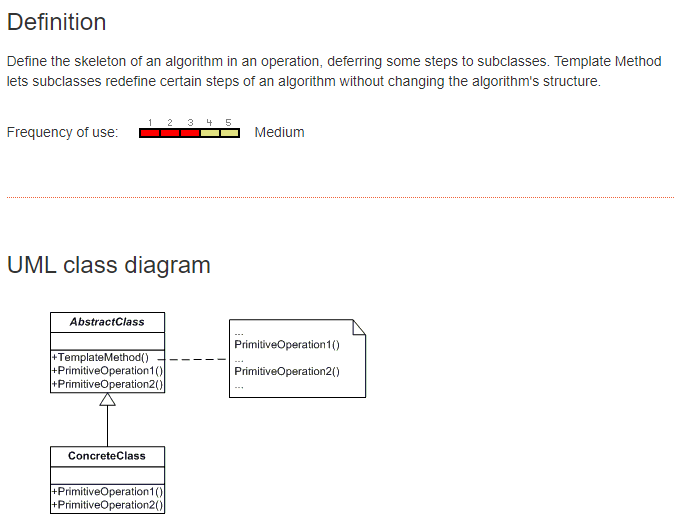 Definition
Define the skeleton of an algorithm in an operation, deferring some steps to subclasses. Template Method
lets subclasses redefine certain steps of an algorithm without changing the algorithm's structure.
1 2 3 4 5
Frequency of use: Medium
UML class diagram
AbstractClass
+TemplateMethod()
+PrimitiveOperation1()
+PrimitiveOperation2()
...
PrimitiveOperation1()
...
PrimitiveOperation2()
...
ConcreteClass
+PrimitiveOperation1()
+PrimitiveOperation2()